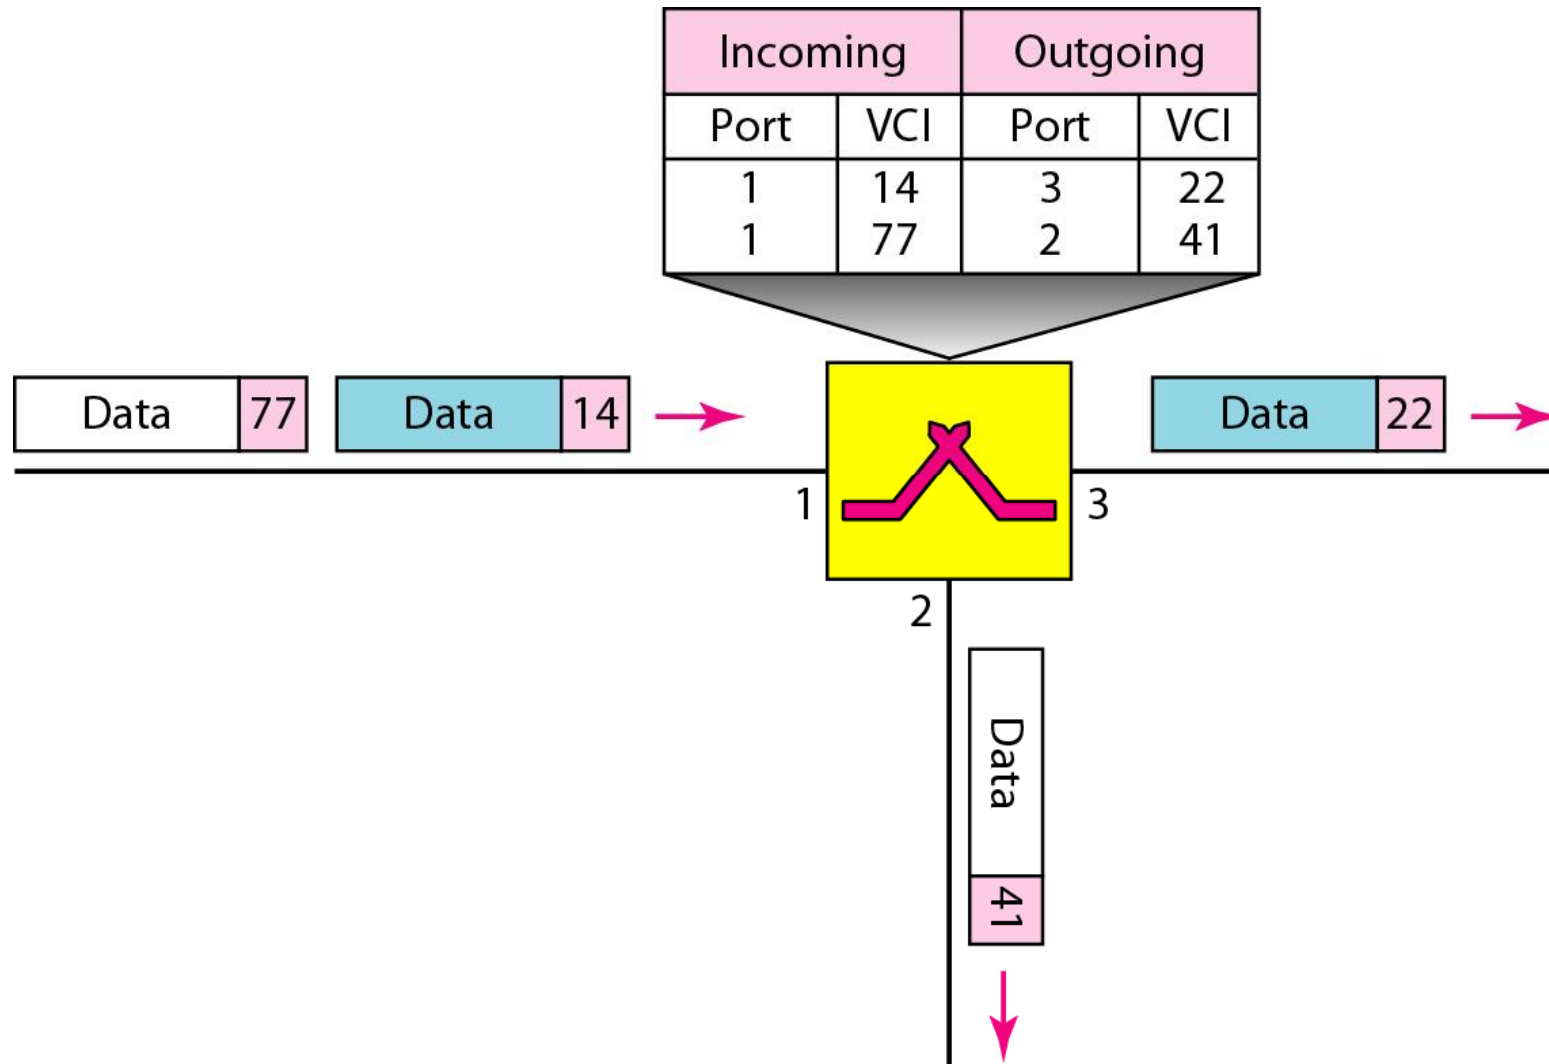 Incoming Outgoing
Port VCI Port VCI
1 14 3 22
1 77 2 41
Data 77 Data 14 Data 22
1 3
2
Data
41